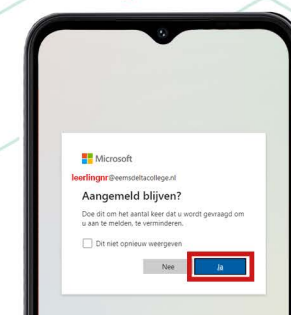 Microsoft
leerlingnr@eemsdeltacollege.nl
Aangemeld blijven?
Doe dit om het aantal keer dat u wordt gevraagd om
u aan te melden, te verminderen.
Dit niet opnieuw weergeven
Nee Ja